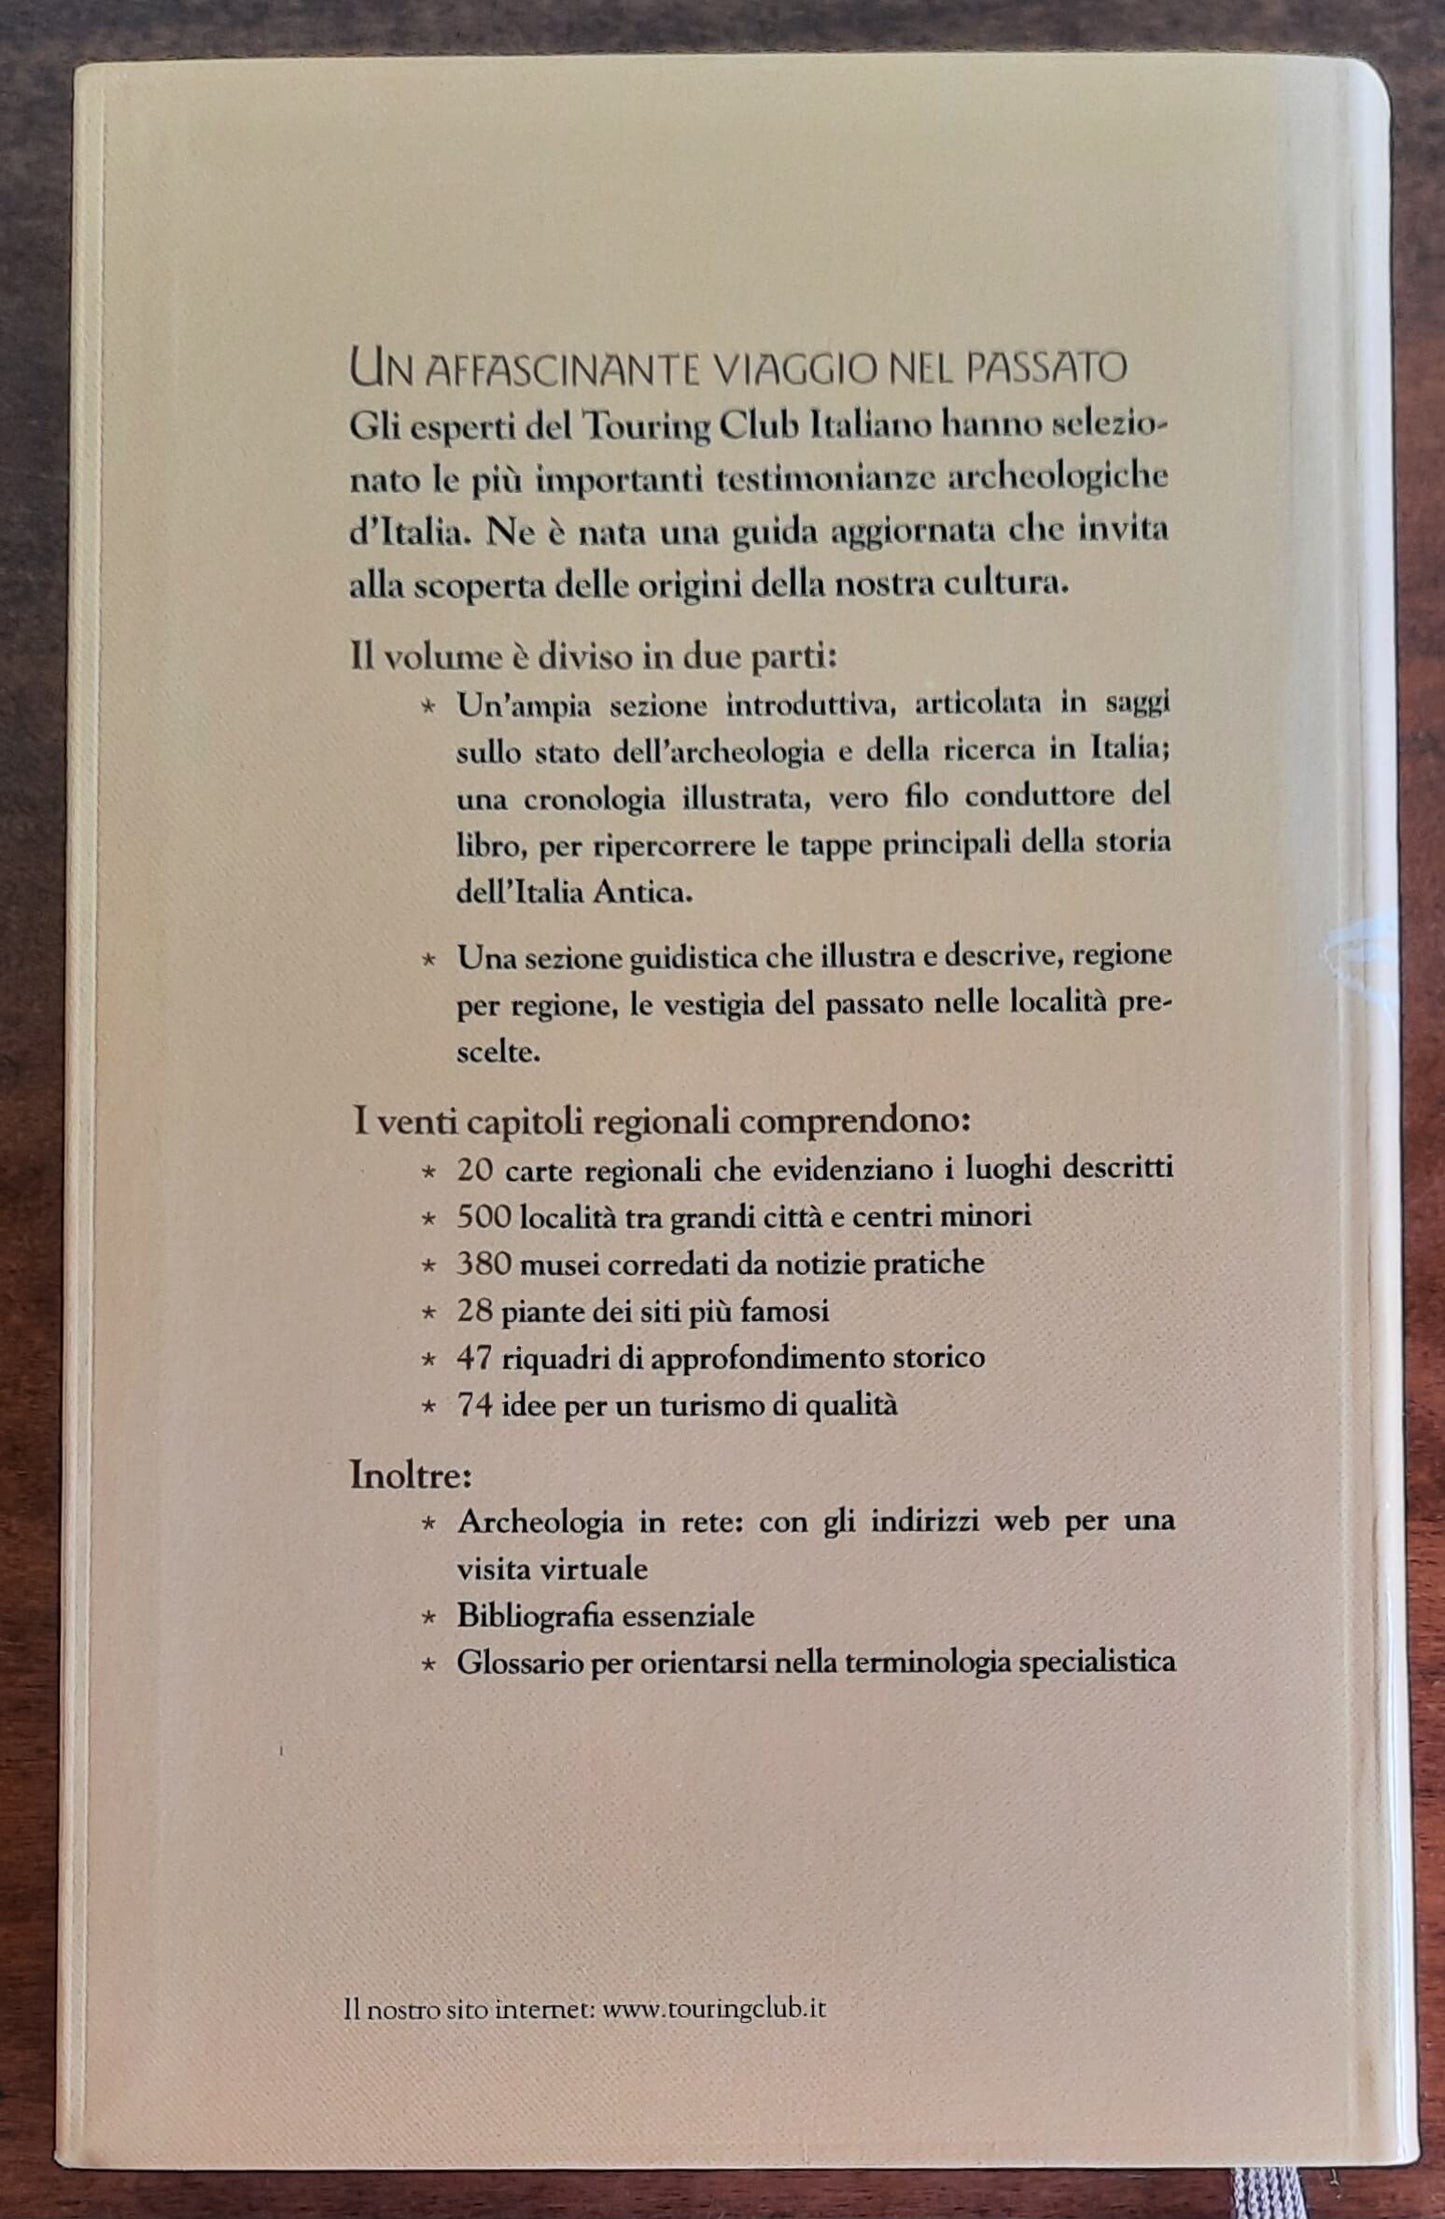 UN AFFASCINANTE VIAGGIO NEL PASSATO
Gli esperti del Touring Club Italiano hanno selezio-
nato le più importanti testimonianze archeologiche
d'Italia. Ne è nata una guida aggiornata che invita
alla scoperta delle origini della nostra cultura.
Il volume è diviso in due parti:
* Un'ampia sezione introduttiva, articolata in saggi
sullo stato dell'archeologia e della ricerca in Italia;
una cronologia illustrata, vero filo conduttore del
libro, per ripercorrere le tappe principali della storia
dell'Italia Antica.
* Una sezione guidistica che illustra e descrive, regione
per regione, le vestigia del passato nelle località pre-
scelte.
I venti capitoli regionali comprendono:
* 20 carte regionali che evidenziano i luoghi descritti
* 500 località tra grandi città e centri minori
* 380 musei corredati da notizie pratiche
* 28 piante dei siti più famosi
* 47 riquadri di approfondimento storico
* 74 idee per un turismo di qualità
Inoltre:
* Archeologia in rete: con gli indirizzi web per una
visita virtuale
* Bibliografia essenziale
* Glossario per orientarsi nella terminologia specialistica
Il nostro sito internet: www.touringclub.it